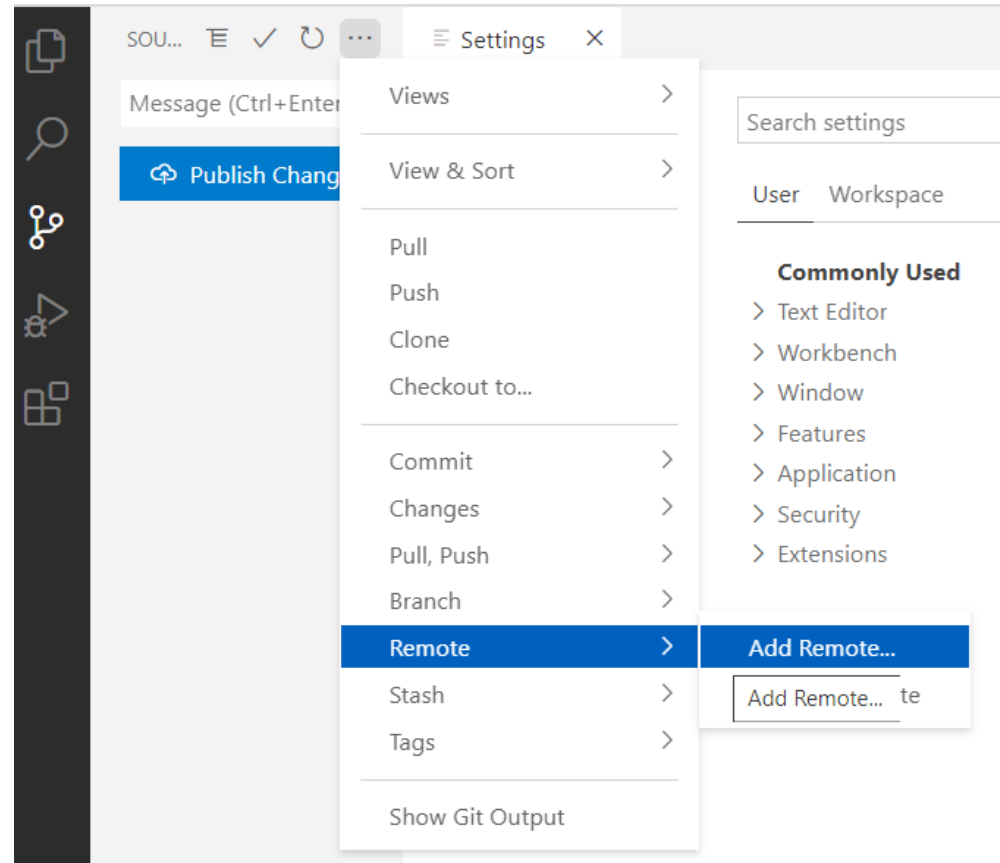 SOU...
Settings
Message (Ctrl+Enter
Publish Chang
Views
View & Sort
Pull
Push
Clone
Checkout to...
Commit
Changes
Pull, Push
Branch
Remote
Stash
Tags
Show Git Output
Add Remote...
Add Remote... te
Search settings
User Workspace
Commonly Used
Text Editor
Workbench
Window
Features
Application
Security
Extensions